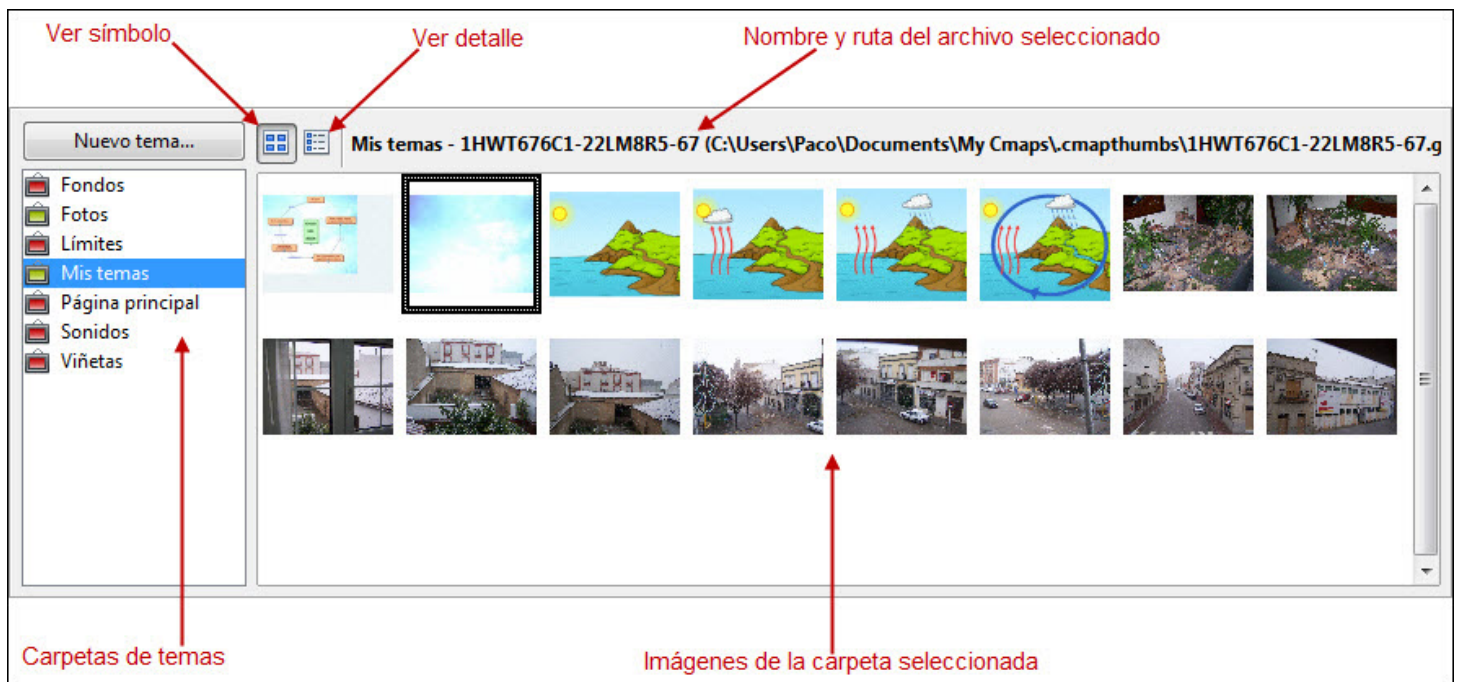 Ver símbolo
Ver detalle
Nombre y ruta del archivo seleccionado
Nuevo tema...
Mis temas - 1HWT676C1-22LM8R5-67 (C:\Users\Paco\Documents\My Cmaps\.cmapthumbs\1HWT676C1-22LM8R5-67.g
Fondos
Fotos
Límites
Mis temas
Página principal
Sonidos
Viñetas
Carpetas de temas
Imágenes de la carpeta seleccionada